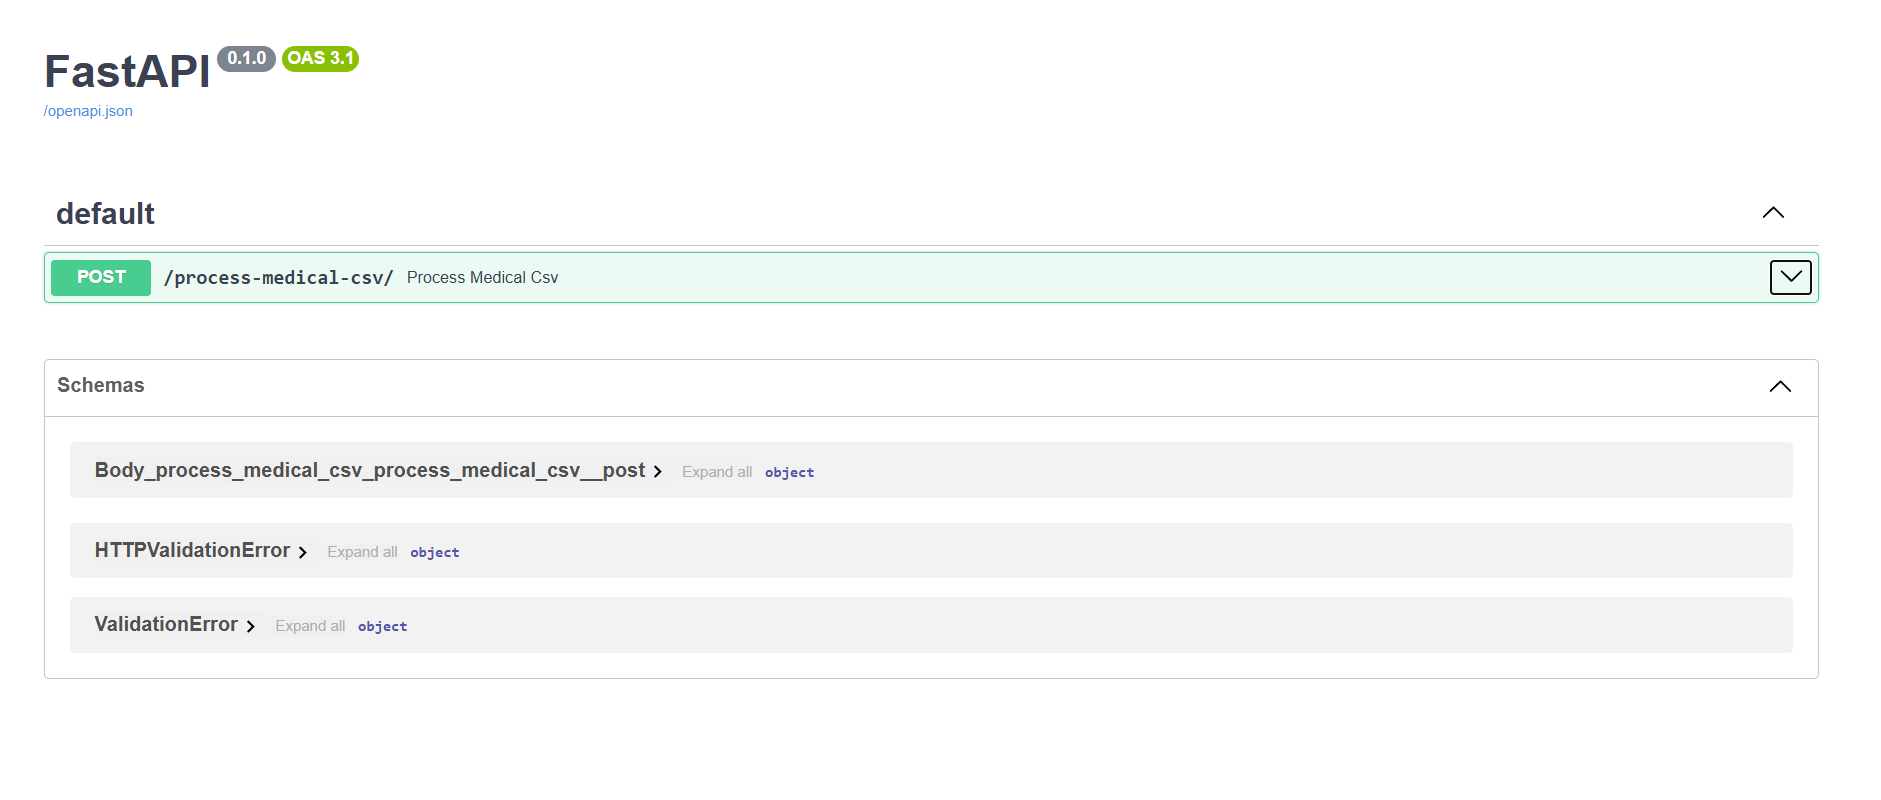 FastAPI 0.1.0 OAS 3.1
/openapi.json
default
POST /process-medical-csv/ Process Medical Csv
Schemas
Body_process_medical_csv_process_medical_csv__post Expand all object
HTTPValidationError Expand all object
ValidationError Expand all object